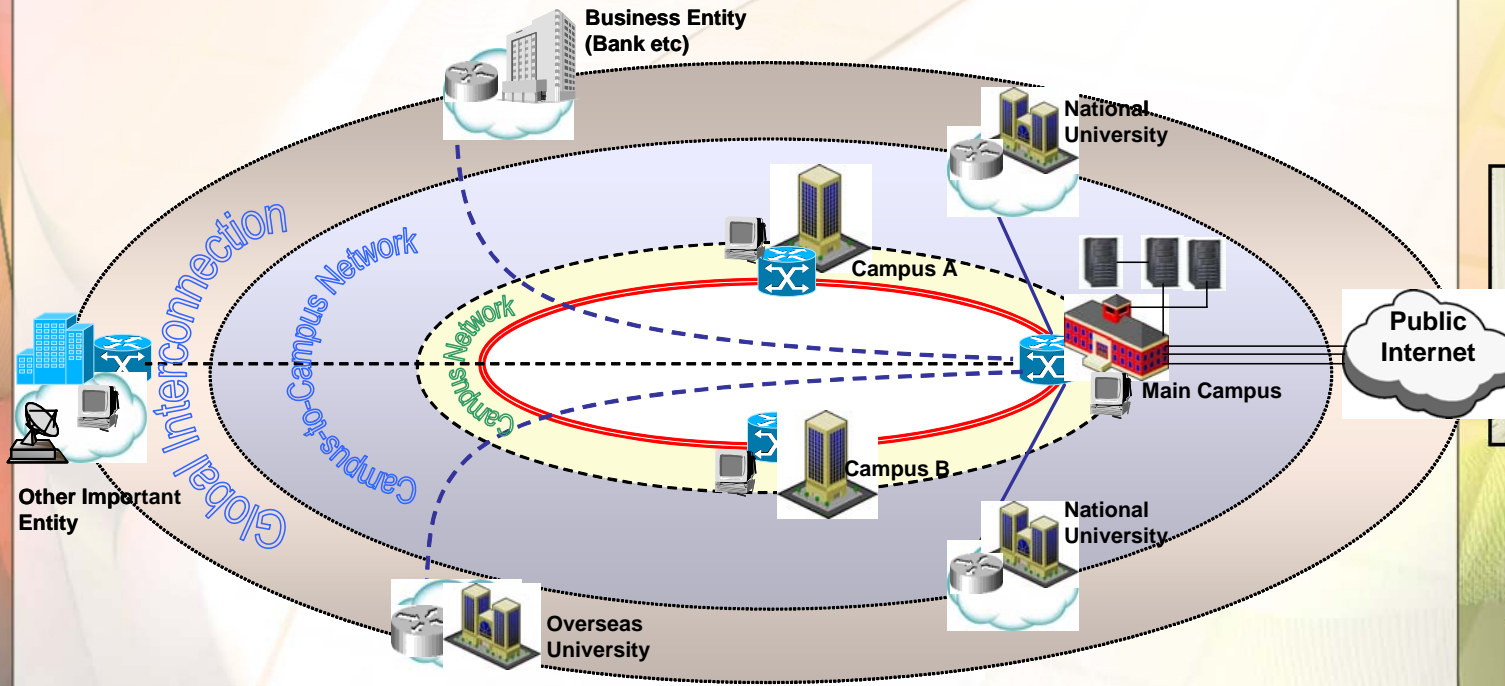 Business Entity
(Bank etc)
National
University
Campus A
Global Interconnection
Campus-to-Campus Network
Campus Network
Public
Internet
Main Campus
Campus B
Other Important
Entity
National
University
Overseas
University